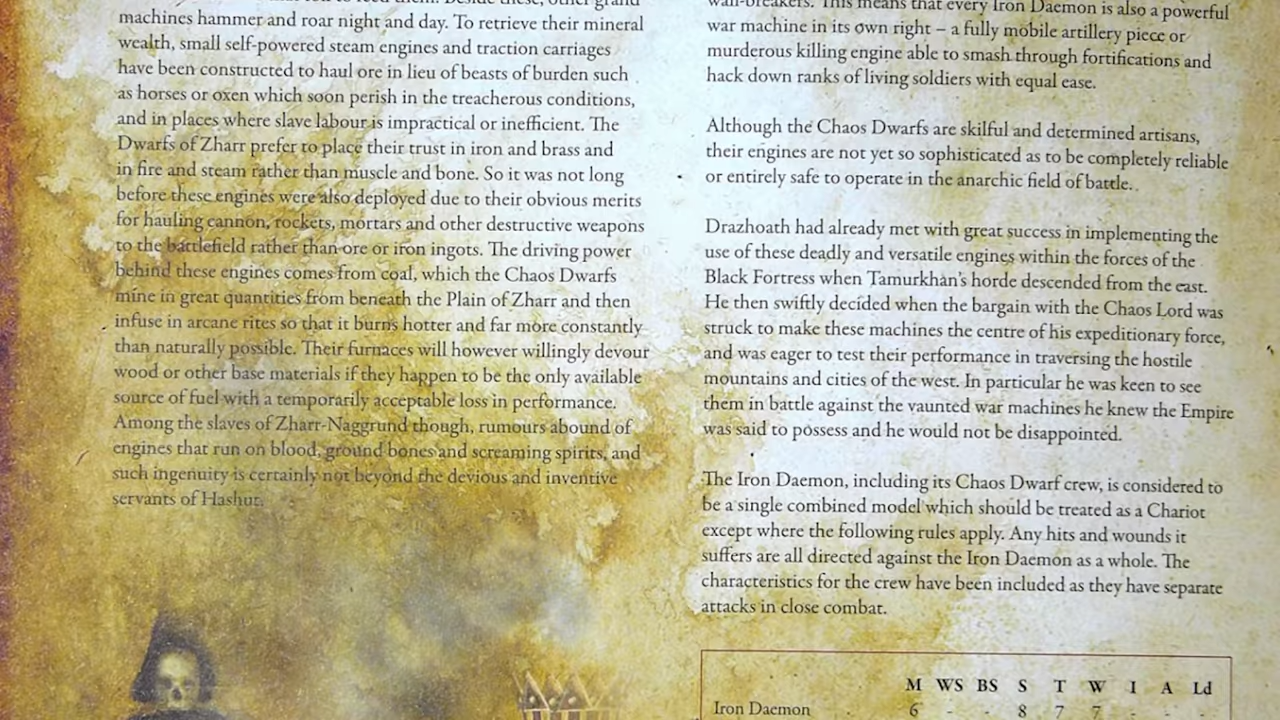 machines hammer and roar night and day. To retrieve their mineral
wealth, small self-powered steam engines and traction carriages
have been constructed to haul ore in lieu of beasts of burden such
as horses or oxen which soon perish in the treacherous conditions,
and in places where slave labour is impractical or inefficient. The
Dwarfs of Zharr prefer to place their trust in iron and brass and
in fire and steam rather than muscle and bone. So it was not long
before these engines were also deployed due to their obvious merits
for hauling cannon, rockets, mortars and other destructive weapons
to the battlefield rather than ore or iron ingots. The driving power
behind these engines comes from coal, which the Chaos Dwarfs
mine in great quantities from beneath the Plain of Zharr and then
infuse in arcane rites so that it burns hotter and far more constantly
than naturally possible. Their furnaces will however willingly devour
wood or other base materials if they happen to be the only available
source of fuel with a temporarily acceptable loss in performance.
Among the slaves of Zharr-Naggrund though, rumours abound of
engines that run on blood, ground bones and screaming spirits, and
such ingenuity is certainly not beyond the devious and inventive
servants of Hashut.
wall-breakers. This means that every Iron Daemon is also a powerful
war machine in its own right – a fully mobile artillery piece or
murderous killing engine able to smash through fortifications and
hack down ranks of living soldiers with equal ease.
Although the Chaos Dwarfs are skilful and determined artisans,
their engines are not yet so sophisticated as to be completely reliable
or entirely safe to operate in the anarchic field of battle.
Drazhoath had already met with great success in implementing the
use of these deadly and versatile engines within the forces of the
Black Fortress when Tamurkhan's horde descended from the east.
He then swiftly decided when the bargain with the Chaos Lord was
struck to make these machines the centre of his expeditionary force,
and was eager to test their performance in traversing the hostile
mountains and cities of the west. In particular he was keen to see
them in battle against the vaunted war machines he knew the Empire
was said to possess and he would not be disappointed.
The Iron Daemon, including its Chaos Dwarf crew, is considered to
be a single combined model which should be treated as a Chariot
except where the following rules apply. Any hits and wounds it
suffers are all directed against the Iron Daemon as a whole. The
characteristics for the crew have been included as they have separate
attacks in close combat.
M WS BS S T W I A Ld
Iron Daemon 6 - - 8 7 7 - - -